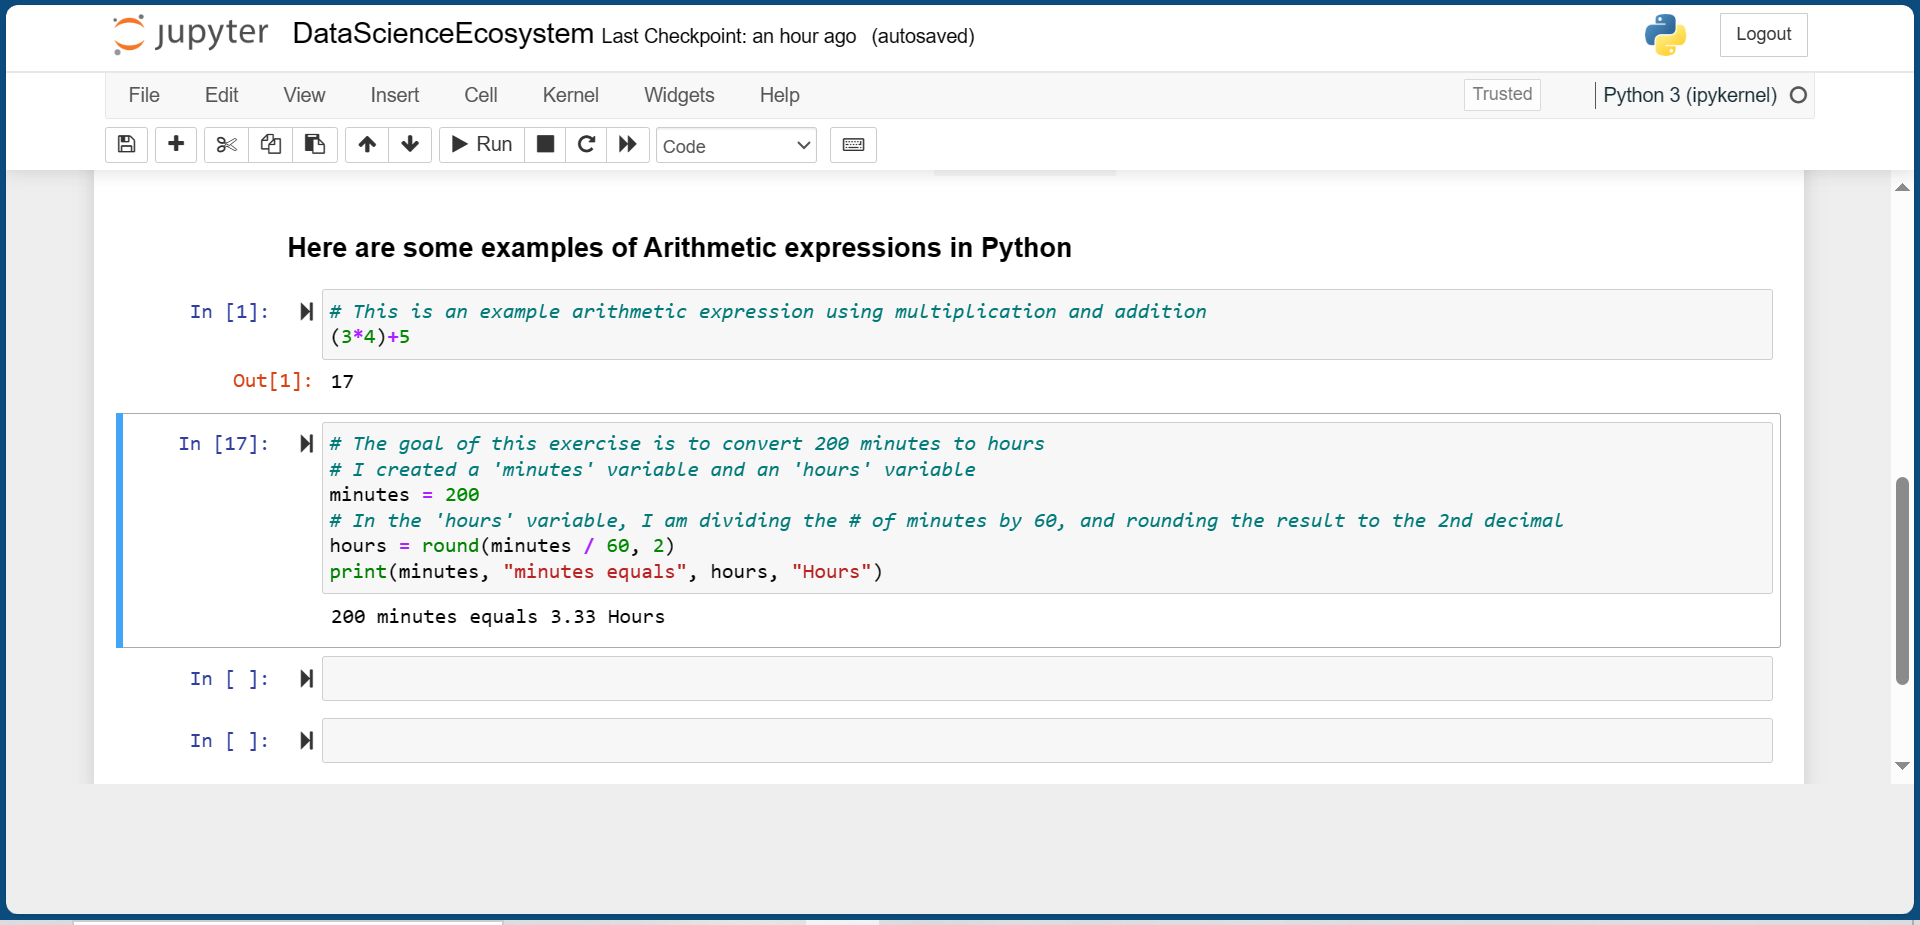 jupyter DataScienceEcosystem Last Checkpoint: an hour ago (autosaved) Logout
File Edit View Insert Cell Kernel Widgets Help Trusted Python 3 (ipykernel)
Run Code
Here are some examples of Arithmetic expressions in Python
In [1]: # This is an example arithmetic expression using multiplication and addition
(3*4)+5
Out[1]: 17
In [17]: # The goal of this exercise is to convert 200 minutes to hours
# I created a 'minutes' variable and an 'hours' variable
minutes = 200
# In the 'hours' variable, I am dividing the # of minutes by 60, and rounding the result to the 2nd decimal
hours = round(minutes / 60, 2)
print(minutes, "minutes equals", hours, "Hours")
200 minutes equals 3.33 Hours
In [ ]:
In [ ]: